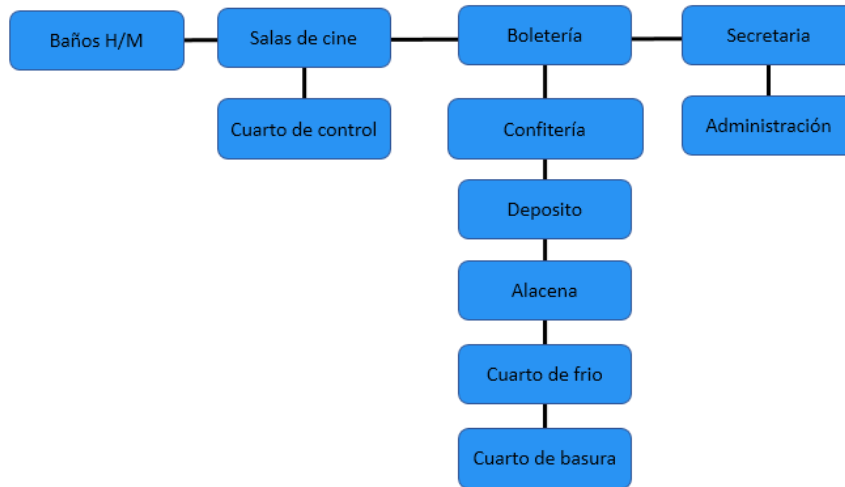 Baños H/M
Salas de cine
Boletería
Secretaria
Cuarto de control
Confitería
Administración
Deposito
Alacena
Cuarto de frio
Cuarto de basura